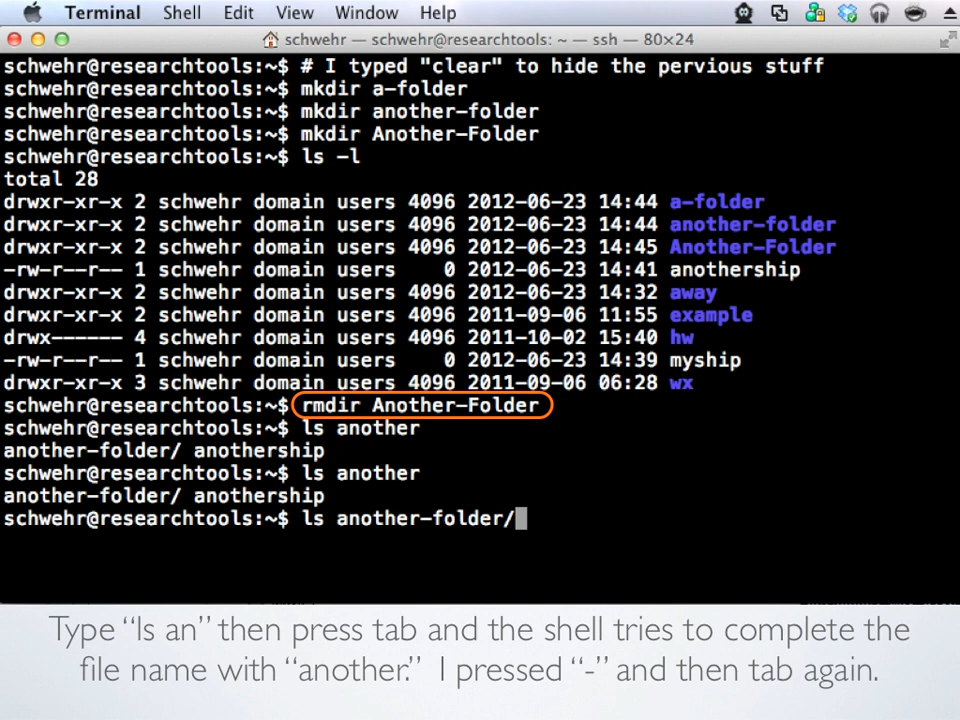 Terminal Shell Edit View Window Help
schwehr — schwehr@researchtools: ~ — ssh — 80×24
schwehr@researchtools:~$ # I typed "clear" to hide the pervious stuff
schwehr@researchtools:~$ mkdir a-folder
schwehr@researchtools:~$ mkdir another-folder
schwehr@researchtools:~$ mkdir Another-Folder
schwehr@researchtools:~$ ls -l
total 28
drwxr-xr-x 2 schwehr domain users 4096 2012-06-23 14:44 a-folder
drwxr-xr-x 2 schwehr domain users 4096 2012-06-23 14:44 another-folder
drwxr-xr-x 2 schwehr domain users 4096 2012-06-23 14:45 Another-Folder
-rw-r--r-- 1 schwehr domain users    0 2012-06-23 14:41 anothership
drwxr-xr-x 2 schwehr domain users 4096 2012-06-23 14:32 away
drwxr-xr-x 2 schwehr domain users 4096 2011-09-06 11:55 example
drwx------ 4 schwehr domain users 4096 2011-10-02 15:40 hw
-rw-r--r-- 1 schwehr domain users    0 2012-06-23 14:39 myship
drwxr-xr-x 3 schwehr domain users 4096 2011-09-06 06:28 wx
schwehr@researchtools:~$ rmdir Another-Folder
schwehr@researchtools:~$ ls another
another-folder/ anothership
schwehr@researchtools:~$ ls another
another-folder/ anothership
schwehr@researchtools:~$ ls another-folder/
Type “ls an” then press tab and the shell tries to complete the
file name with “another.” I pressed “-” and then tab again.